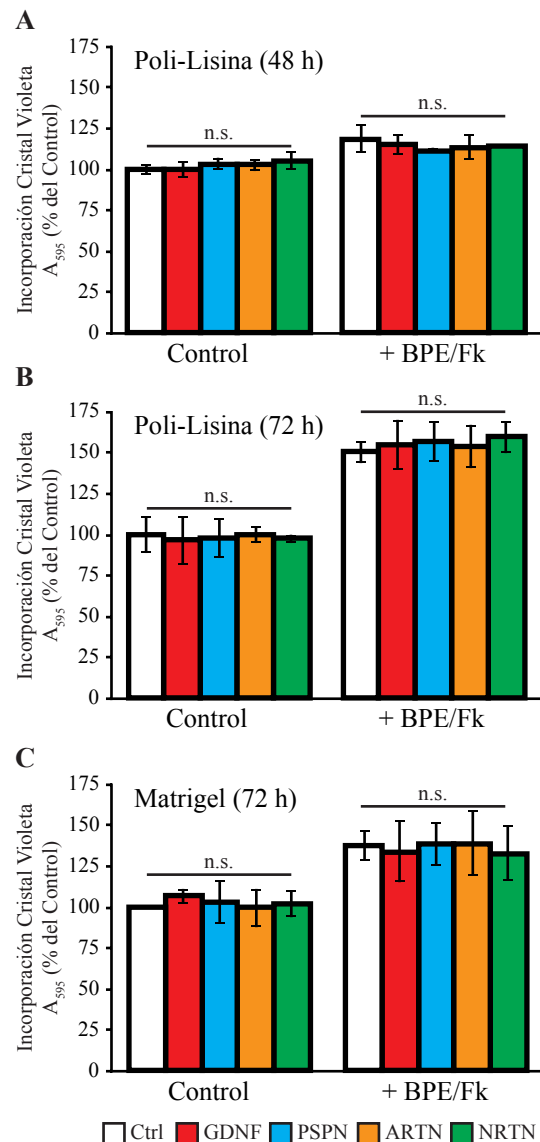 A
Poli-Lisina (48 h)
Incorporación Cristal Violeta
A595 (% del Control)
175
150
125
100
75
50
25
0
n.s.
n.s.
Control
+ BPE/Fk
B
Poli-Lisina (72 h)
Incorporación Cristal Violeta
A595 (% del Control)
175
150
125
100
75
50
25
0
n.s.
n.s.
Control
+ BPE/Fk
C
Matrigel (72 h)
Incorporación Cristal Violeta
A595 (% del Control)
175
150
125
100
75
50
25
0
n.s.
n.s.
Control
+ BPE/Fk
Ctrl GDNF PSPN ARTN NRTN